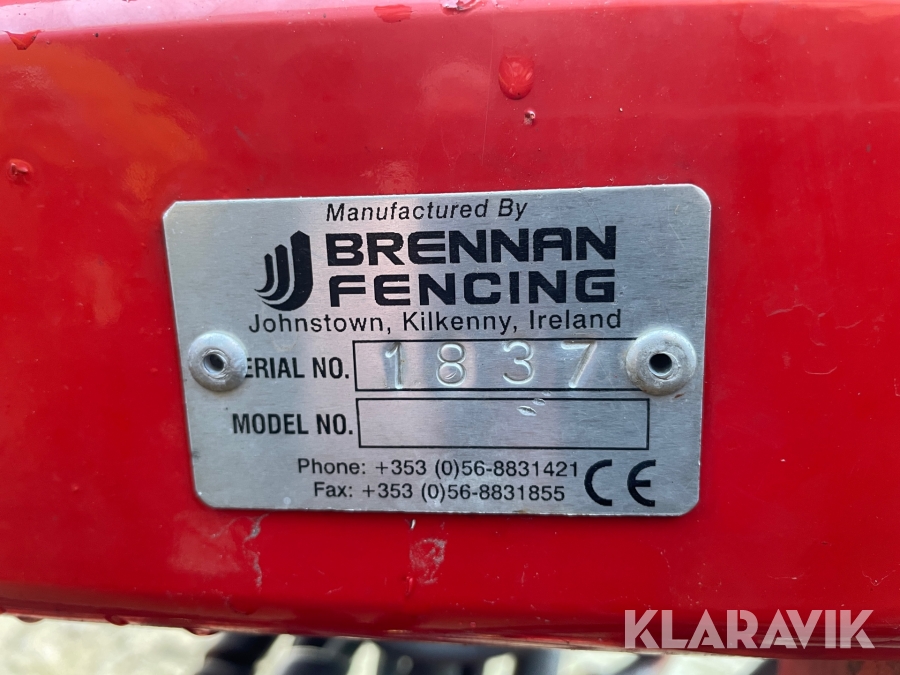 Manufactured By
BRENNAN
FENCING
Johnstown, Kilkenny, Ireland
ERIAL NO. 1837
MODEL NO.
Phone: +353 (0)56-8831421
Fax: +353 (0)56-8831855
CE
KLARAVIK